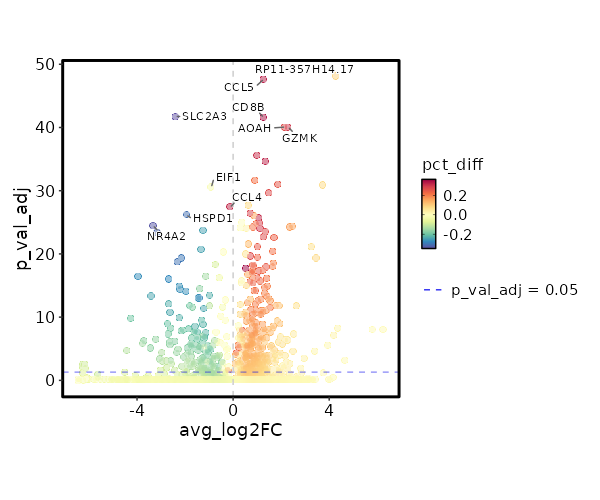 50
40
30
20
10
0
p_val_adj
-4
0
4
avg_log2FC
RP11-357H14.17
CCL5
CD8B
SLC2A3
AOAH
GZMK
EIF1
CCL4
HSPD1
NR4A2
pct_diff
0.2
0.0
-0.2
p_val_adj = 0.05